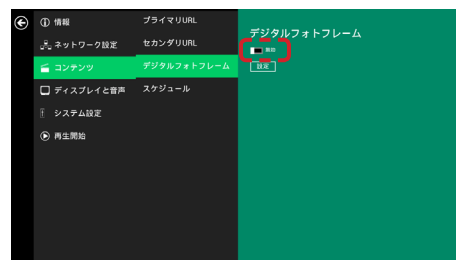 情報
ネットワーク設定
コンテンツ
ディスプレイと音声
システム設定
再生開始
プライマリURL
セカンダリURL
デジタルフォトフレーム
スケジュール
デジタルフォトフレーム
無効
設定